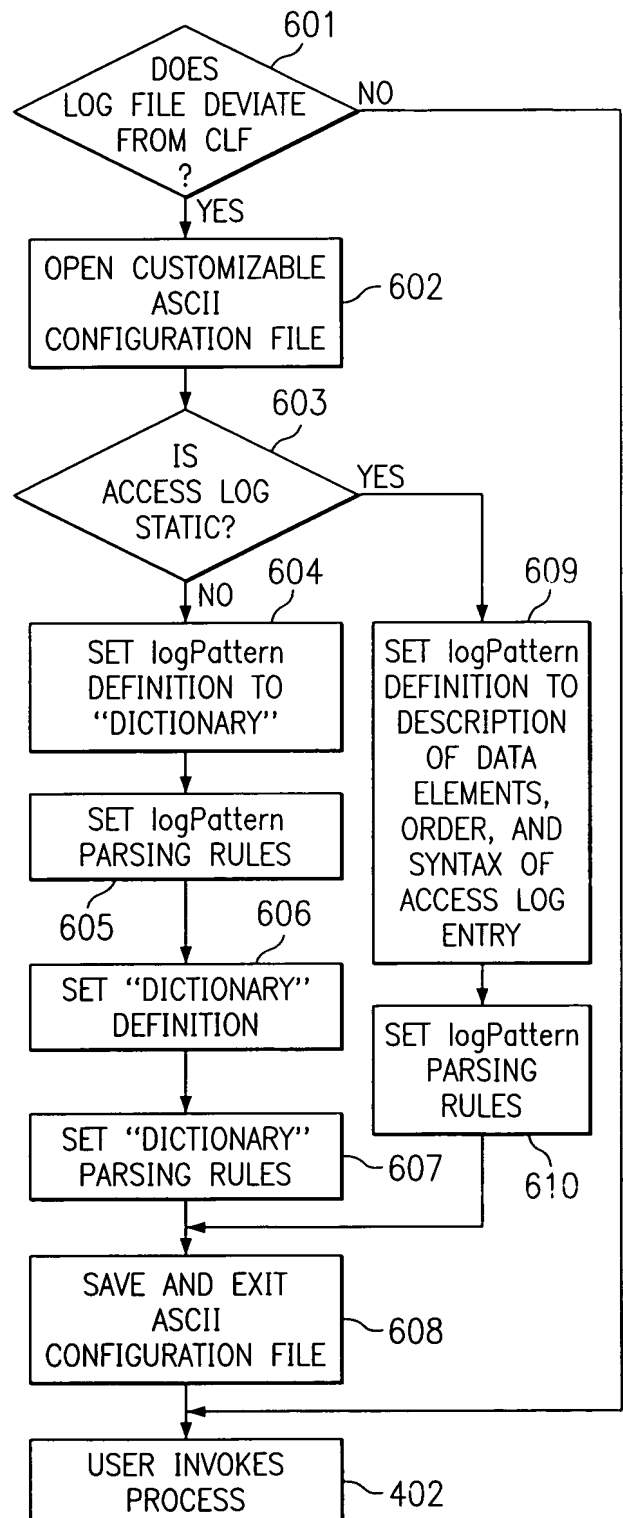 601
DOES
LOG FILE DEVIATE
FROM CLF
?
NO
YES
OPEN CUSTOMIZABLE
ASCII
CONFIGURATION FILE
602
603
IS
ACCESS LOG
STATIC?
YES
NO
604
SET logPattern
DEFINITION TO
"DICTIONARY"
SET logPattern
PARSING RULES
605
606
SET "DICTIONARY"
DEFINITION
SET "DICTIONARY"
PARSING RULES
607
609
SET logPattern
DEFINITION TO
DESCRIPTION
OF DATA
ELEMENTS,
ORDER, AND
SYNTAX OF
ACCESS LOG
ENTRY
SET logPattern
PARSING
RULES
610
SAVE AND EXIT
ASCII
CONFIGURATION FILE
608
USER INVOKES
PROCESS
402